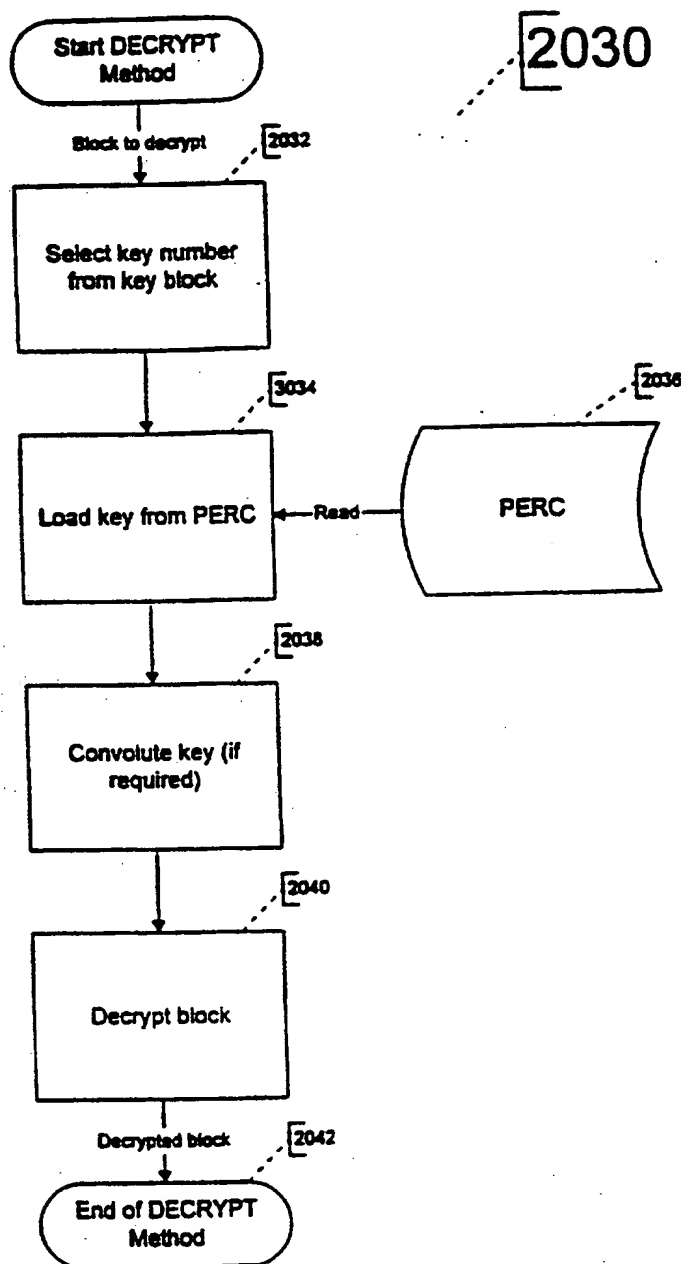 Start DECRYPT
Method
2030
Block to decrypt
2032
Select key number
from key block
3034
2036
Load key from PERC
Read
PERC
2038
Convolute key (if
required)
2040
Decrypt block
Decrypted block
2042
End of DECRYPT
Method